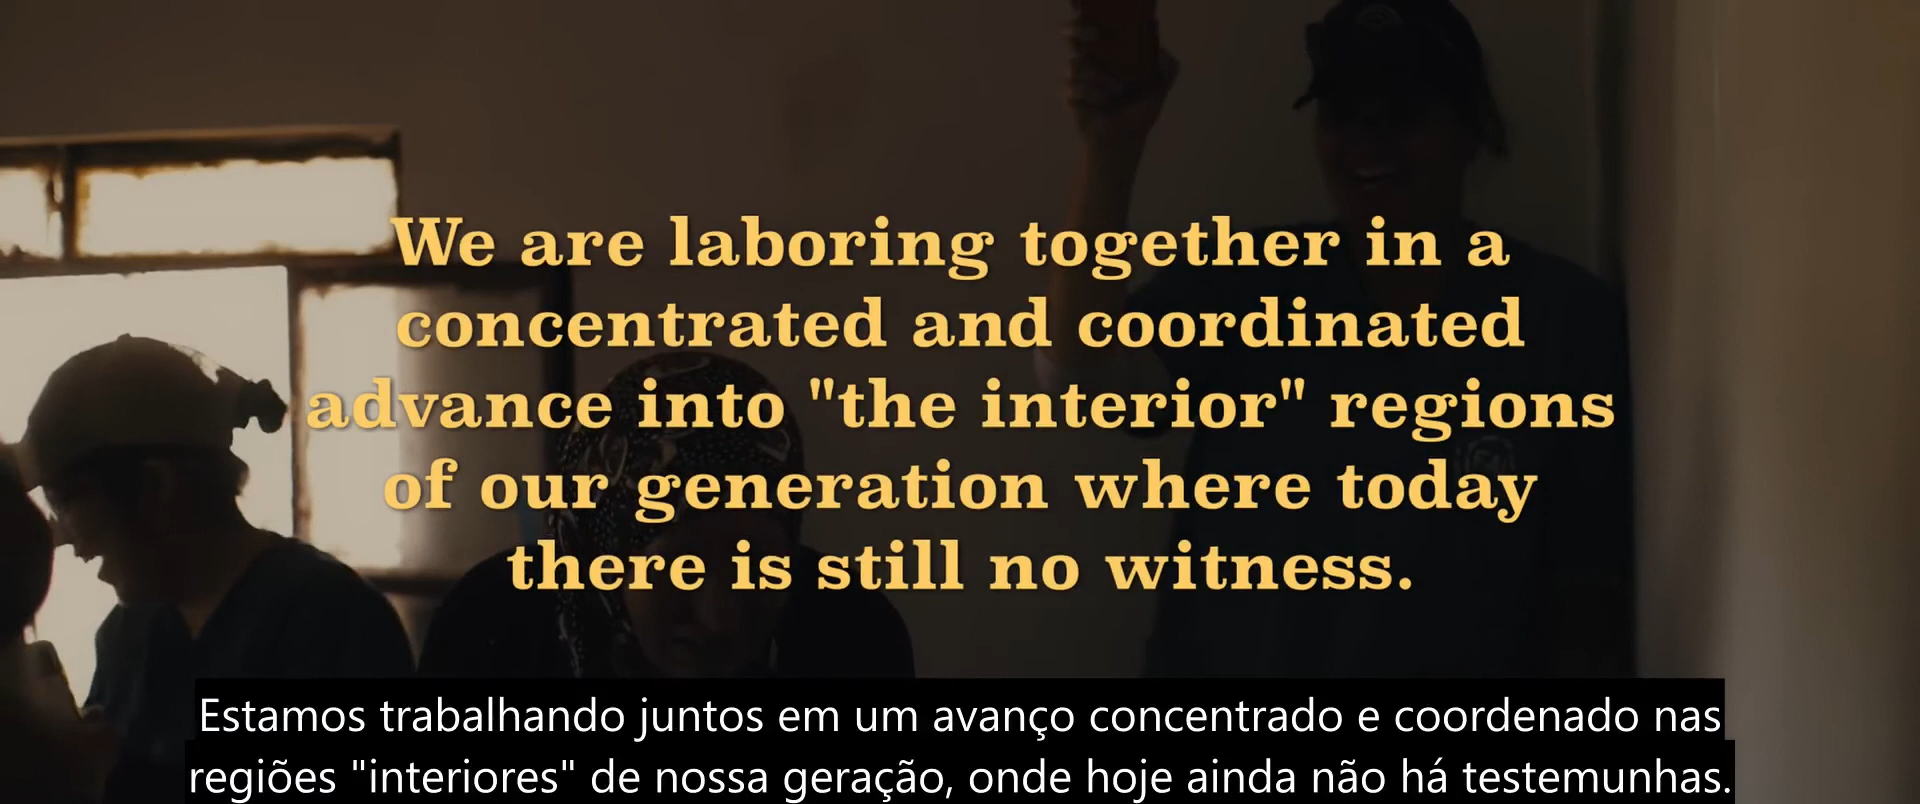 We are laboring together in a
concentrated and coordinated
advance into "the interior" regions
of our generation where today
there is still no witness.
Estamos trabalhando juntos em um avanço concentrado e coordenado nas
regiões "interiores" de nossa geração, onde hoje ainda não há testemunhas.